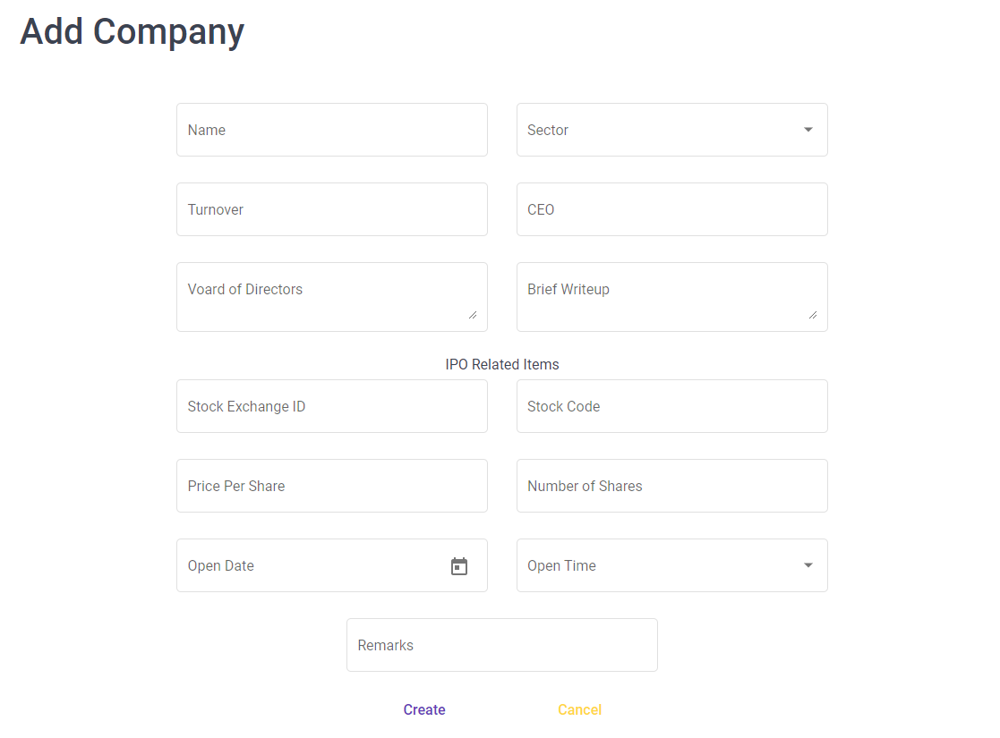 Add Company
Name
Sector
Turnover
CEO
Voard of Directors
Brief Writeup
IPO Related Items
Stock Exchange ID
Stock Code
Price Per Share
Number of Shares
Open Date
Open Time
Remarks
Create
Cancel